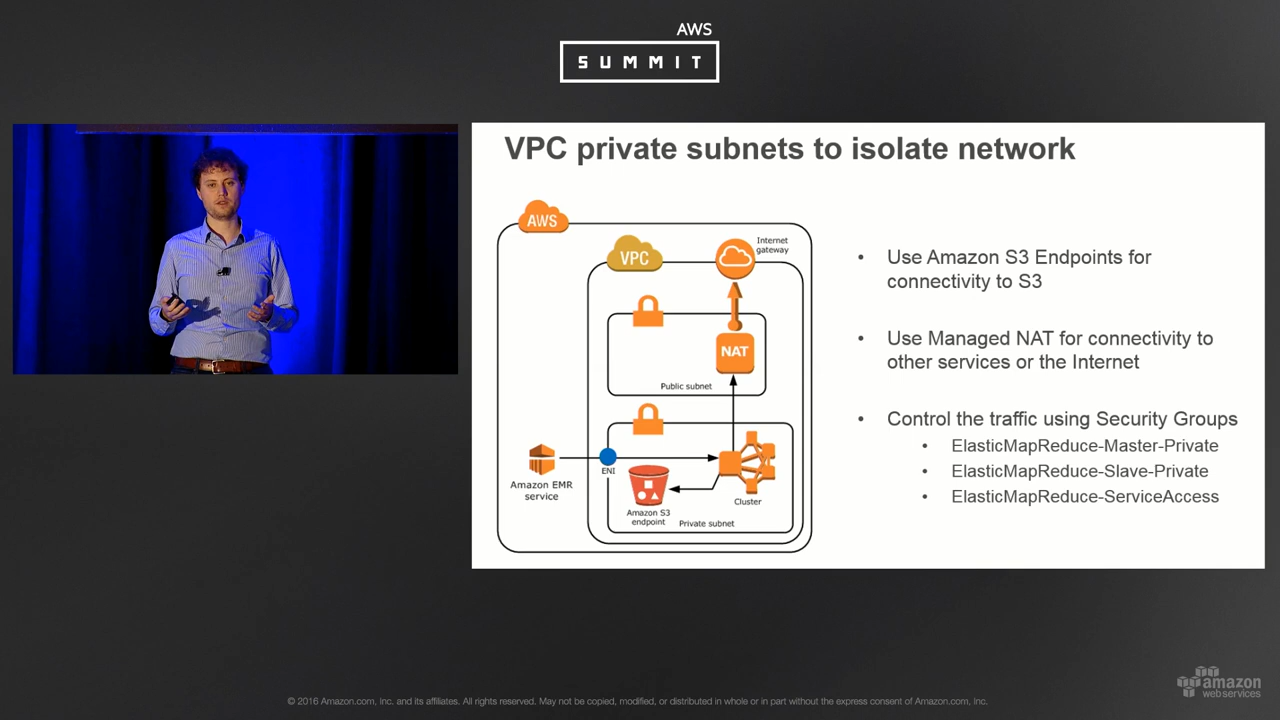 AWS
SUMMIT
VPC private subnets to isolate network
AWS
VPC
Internet
gateway
NAT
Public subnet
Amazon EMR
service
ENI
Amazon S3
endpoint
Cluster
Private subnet
• Use Amazon S3 Endpoints for
connectivity to S3
• Use Managed NAT for connectivity to
other services or the Internet
• Control the traffic using Security Groups
• ElasticMapReduce-Master-Private
• ElasticMapReduce-Slave-Private
• ElasticMapReduce-ServiceAccess
amazon
web services
© 2016 Amazon.com, Inc. and its affiliates. All rights reserved. May not be copied, modified, or distributed in whole or in part without the express consent of Amazon.com, Inc.